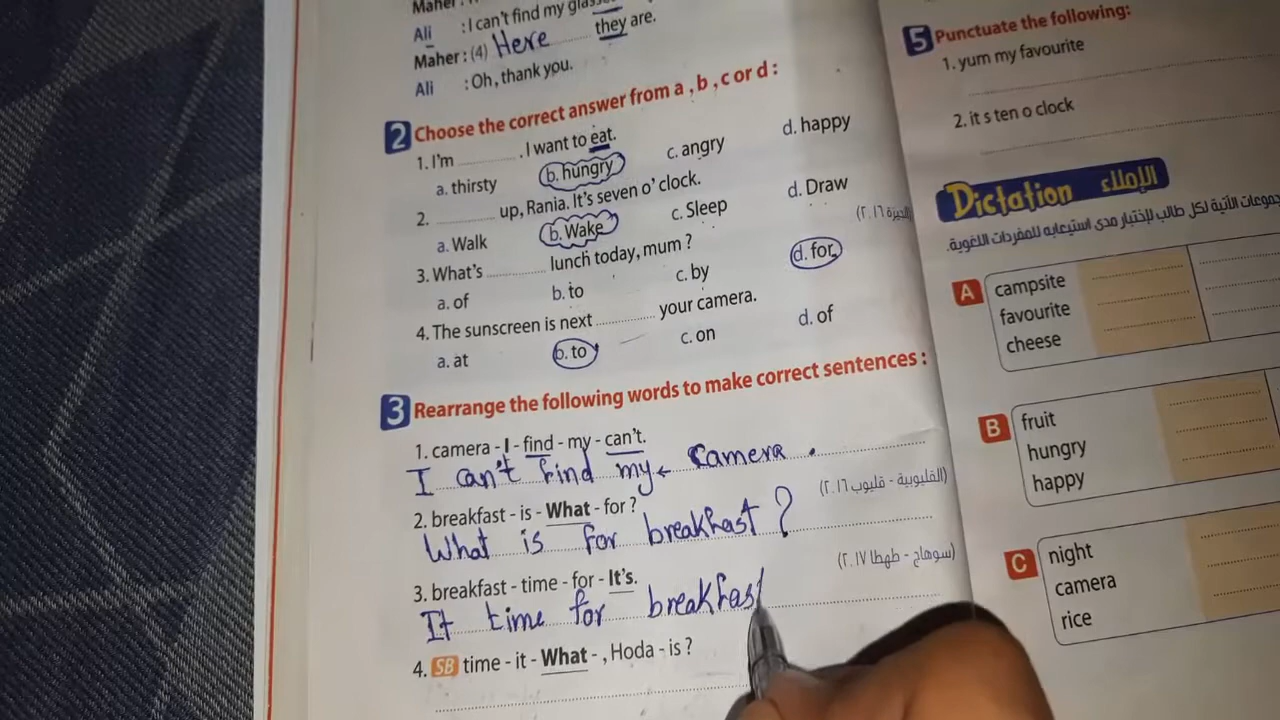 Maher:
Ali : I can't find my glasses
Maher : (4) Here they are.
Ali : Oh, thank you.
2 Choose the correct answer from a , b , c or d :
1. I'm .............. . I want to eat.
a. thirsty b. hungry c. angry d. happy
2. .............. up, Rania. It's seven o' clock.
(الجيزة ٢٠١٦)
a. Walk b. Wake c. Sleep d. Draw
3. What's .............. lunch today, mum ?
a. of b. to c. by d. for
4. The sunscreen is next .............. your camera.
a. at b. to c. on d. of
3 Rearrange the following words to make correct sentences :
1. camera - I - find - my - can't.
I can't find my camera .
(القليوبية - قليوب ٢٠١٦)
2. breakfast - is - What - for ?
What is for breakfast ?
(سوهاج - طهطا ٢٠١٧)
3. breakfast - time - for - It's.
It time for breakfast
4. SB time - it - What - , Hoda - is ?
5 Punctuate the following:
1. yum my favourite
2. it s ten o clock
Dictation الإملاء
الآتية لكل طالب لإختبار مدى استيعابه للمفردات اللغوية.
A campsite
favourite
cheese
B fruit
hungry
happy
C night
camera
rice